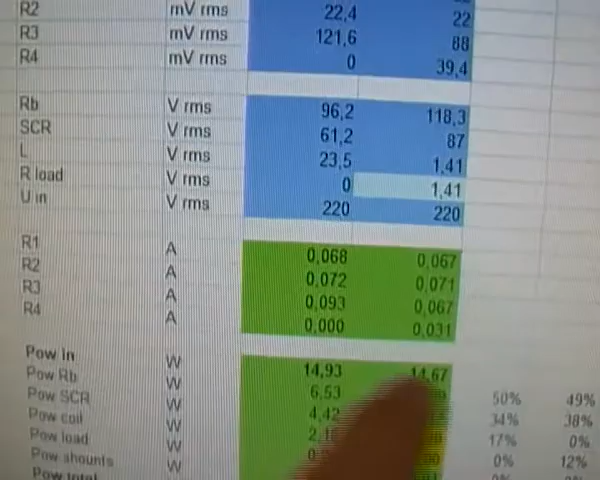 R2 mV rms 22,4 22
R3 mV rms 121,6 88
R4 mV rms 0 39,4
Rb V rms 96,2 118,3
SCR V rms 61,2 87
L V rms 23,5 1,41
R load V rms 0 1,41
U in V rms 220 220
R1 A 0,068 0,067
R2 A 0,072 0,071
R3 A 0,093 0,067
R4 A 0,000 0,031
Pow in W 14,93 14,67
Pow Rb W 6,53 50% 49%
Pow SCR W 4,42 34% 38%
Pow coil W 17% 0%
Pow load W 0% 12%
Pow shounts W
Pow total